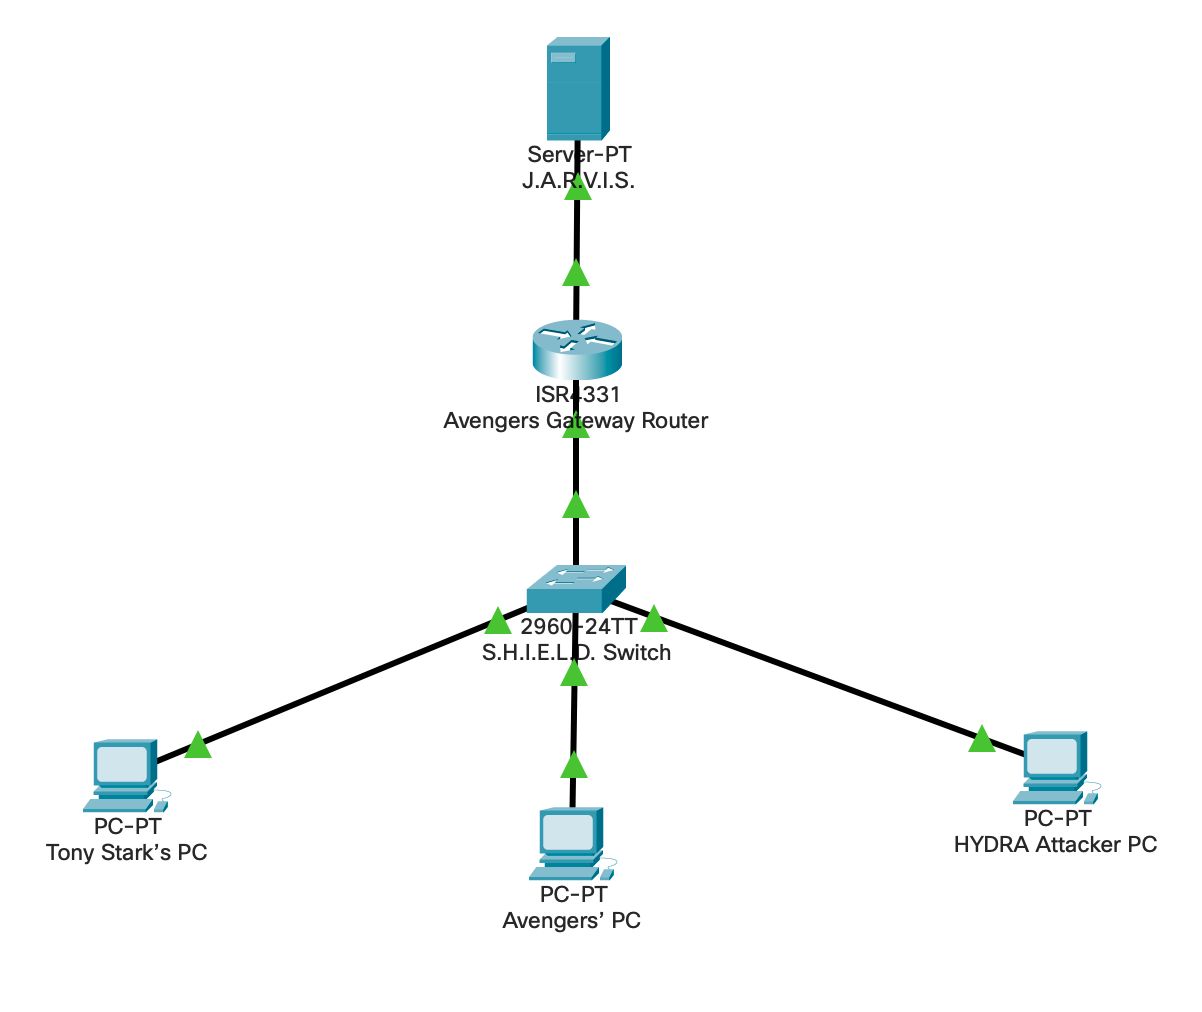 Server-PT
J.A.R.V.I.S.
ISR4331
Avengers Gateway Router
2960-24TT
S.H.I.E.L.D. Switch
PC-PT
Tony Stark’s PC
PC-PT
Avengers’ PC
PC-PT
HYDRA Attacker PC